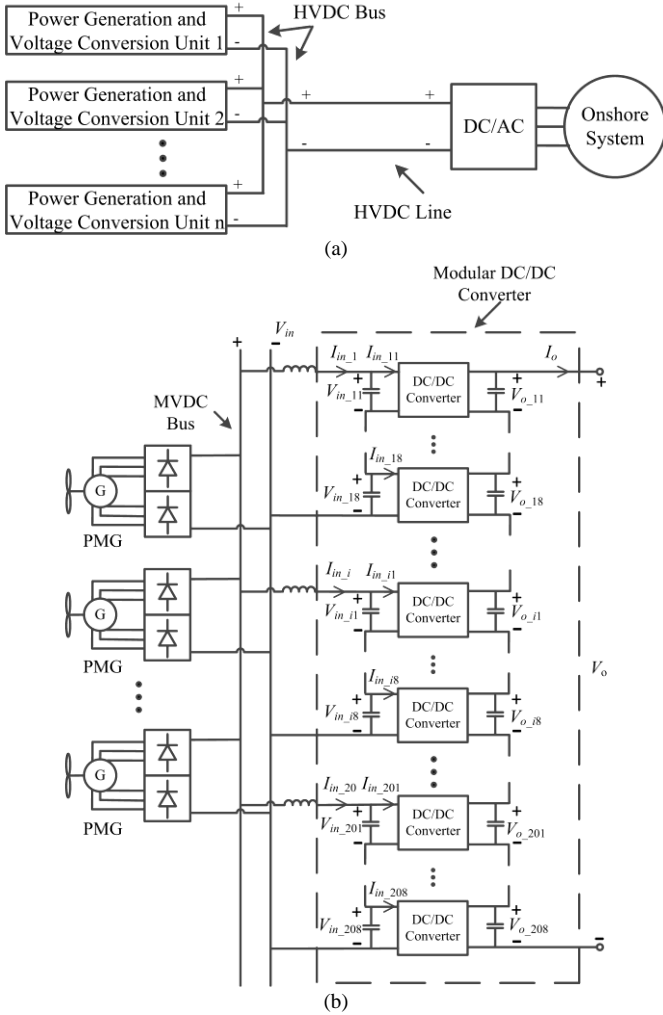 Power Generation and
Voltage Conversion Unit 1
+
-
HVDC Bus
Power Generation and
Voltage Conversion Unit 2
+
-
+
+
-
-
DC/AC
Onshore
System
Power Generation and
Voltage Conversion Unit n
+
-
HVDC Line
(a)
Modular DC/DC
Converter
V_in
+
-
I_in_1
I_in_11
I_o
MVDC
Bus
V_in_11
+
-
DC/DC
Converter
+
-
V_o_11
+
I_in_18
G
PMG
V_in_18
+
-
DC/DC
Converter
+
-
V_o_18
I_in_i
I_in_i1
G
PMG
V_in_i1
+
-
DC/DC
Converter
+
-
V_o_i1
V_o
I_in_i8
V_in_i8
+
-
DC/DC
Converter
+
-
V_o_i8
G
PMG
I_in_20
I_in_201
V_in_201
+
-
DC/DC
Converter
+
-
V_o_201
I_in_208
V_in_208
+
-
DC/DC
Converter
+
-
V_o_208
-
(b)